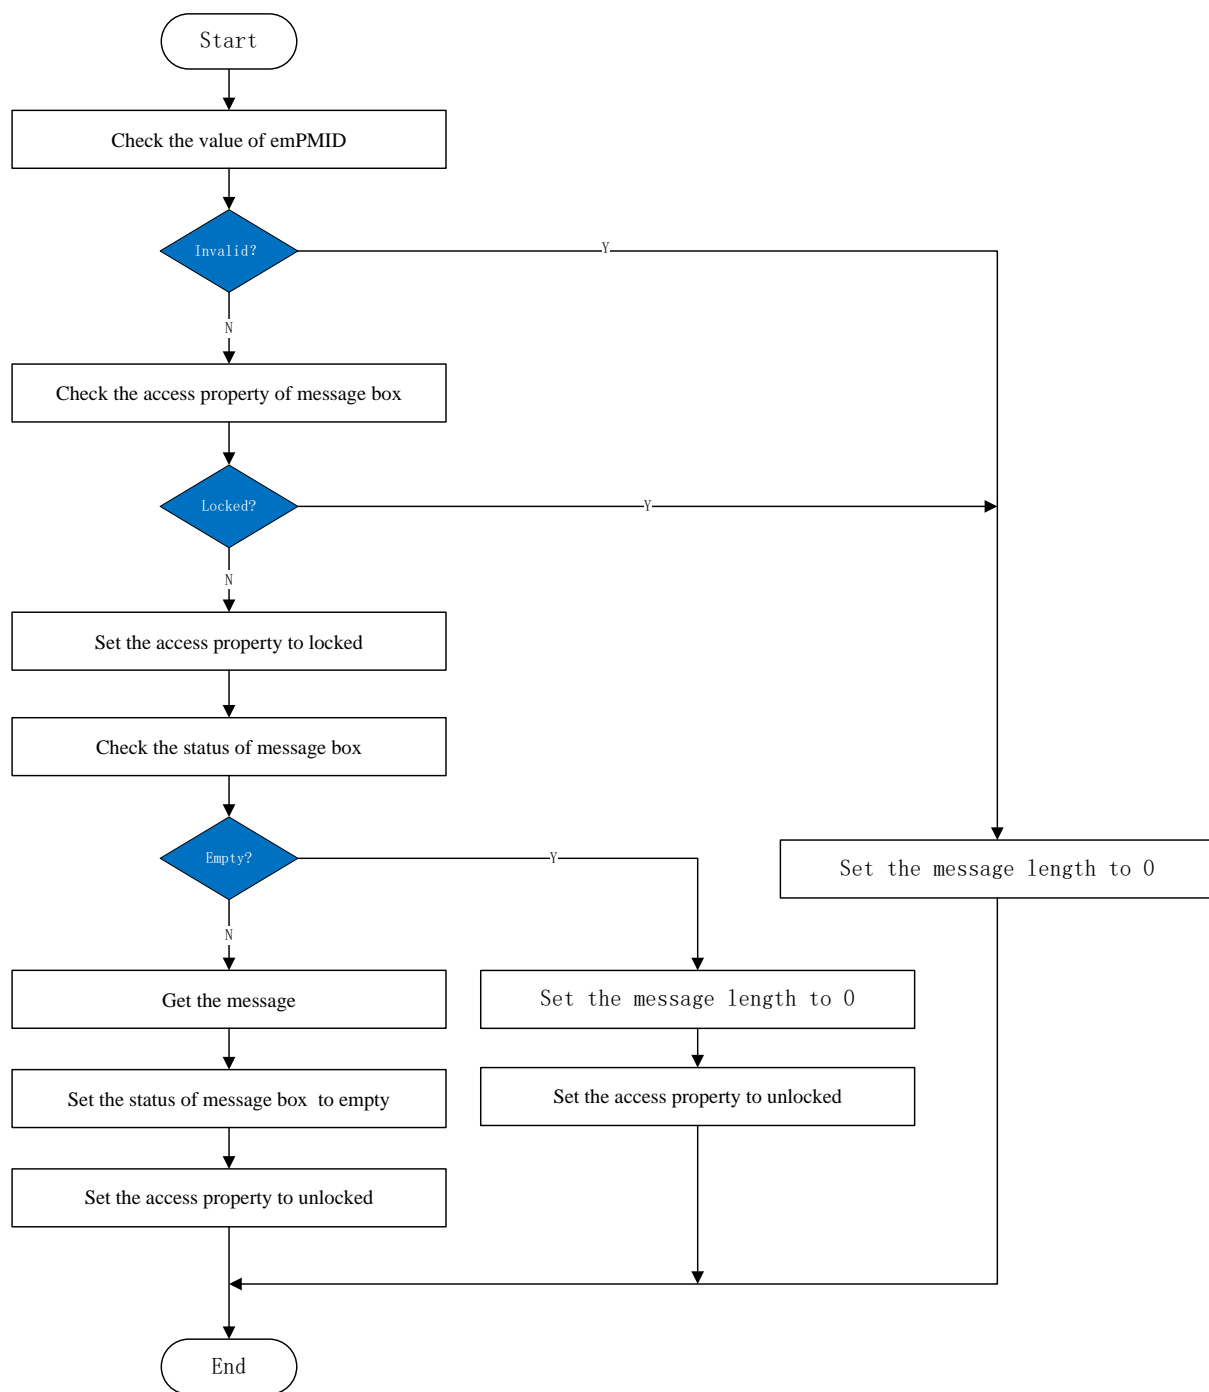 Start
Check the value of emPMID
Invalid?
Y
N
Check the access property of message box
Locked?
Y
N
Set the access property to locked
Check the status of message box
Empty?
Y
Set the message length to 0
N
Get the message
Set the message length to 0
Set the status of message box to empty
Set the access property to unlocked
Set the access property to unlocked
End